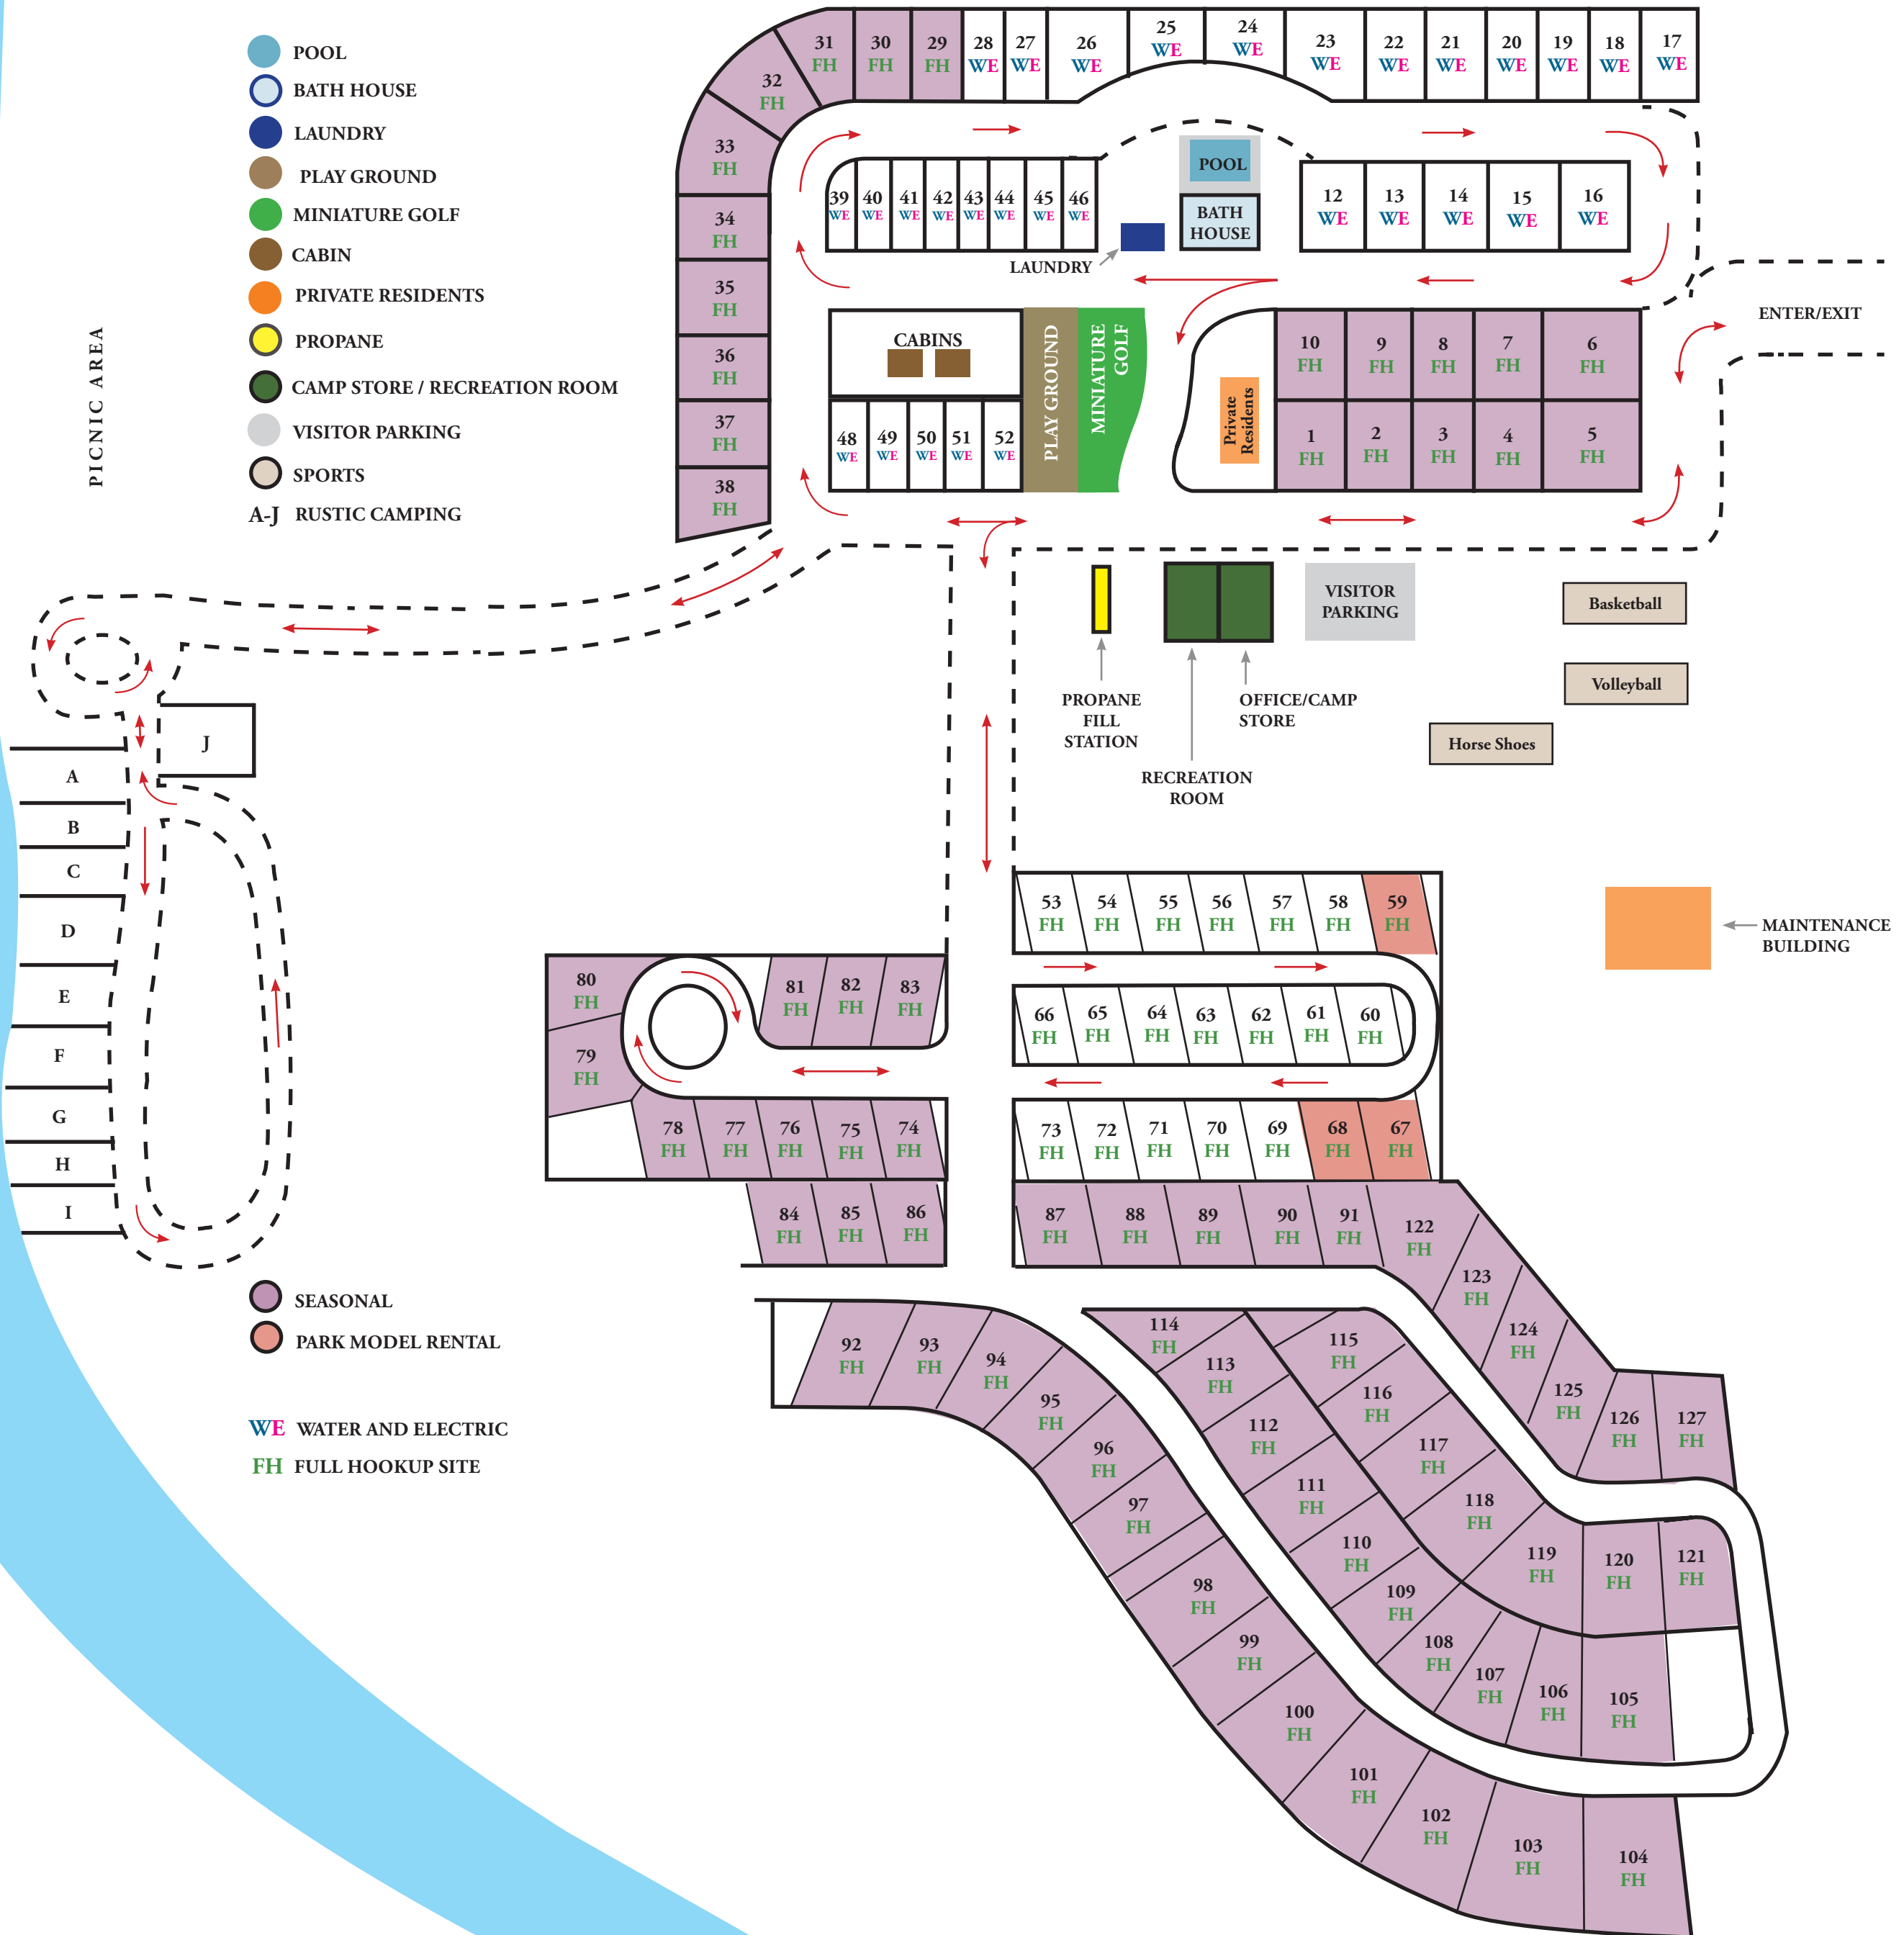 POOL
BATH HOUSE
LAUNDRY
PLAY GROUND
MINIATURE GOLF
CABIN
PRIVATE RESIDENTS
PROPANE
CAMP STORE / RECREATION ROOM
VISITOR PARKING
SPORTS
A-J RUSTIC CAMPING
PICNIC AREA
31 30 29 28 27 26 25 24 23 22 21 20 19 18 17
FH FH FH WE WE WE WE WE WE WE WE WE WE WE WE
32
FH
33
FH
34
FH
35
FH
36
FH
37
FH
38
FH
39 40 41 42 43 44 45 46
WE WE WE WE WE WE WE WE
POOL
BATH
HOUSE
LAUNDRY
12 13 14 15 16
WE WE WE WE WE
ENTER/EXIT
CABINS
48 49 50 51 52
WE WE WE WE WE
PLAY GROUND
MINIATURE
GOLF
Private
Residents
10 9 8 7 6
FH FH FH FH FH
1 2 3 4 5
FH FH FH FH FH
VISITOR
PARKING
Basketball
Volleyball
Horse Shoes
PROPANE
FILL
STATION
OFFICE/CAMP
STORE
RECREATION
ROOM
J
A
B
C
D
E
F
G
H
I
53 54 55 56 57 58 59
FH FH FH FH FH FH FH
MAINTENANCE
BUILDING
66 65 64 63 62 61 60
FH FH FH FH FH FH FH
73 72 71 70 69 68 67
FH FH FH FH FH FH FH
80
FH
79
FH
81 82 83
FH FH FH
78 77 76 75 74
FH FH FH FH FH
84 85 86
FH FH FH
87 88 89 90 91 122
FH FH FH FH FH FH
123
FH
124
FH
125
FH
126
FH
127
FH
SEASONAL
PARK MODEL RENTAL
WE WATER AND ELECTRIC
FH FULL HOOKUP SITE
92
FH
93
FH
94
FH
95
FH
96
FH
97
FH
98
FH
99
FH
100
FH
101
FH
102
FH
103
FH
104
FH
114
FH
113
FH
112
FH
111
FH
110
FH
109
FH
108
FH
107
FH
106
FH
105
FH
115
FH
116
FH
117
FH
118
FH
119
FH
120
FH
121
FH